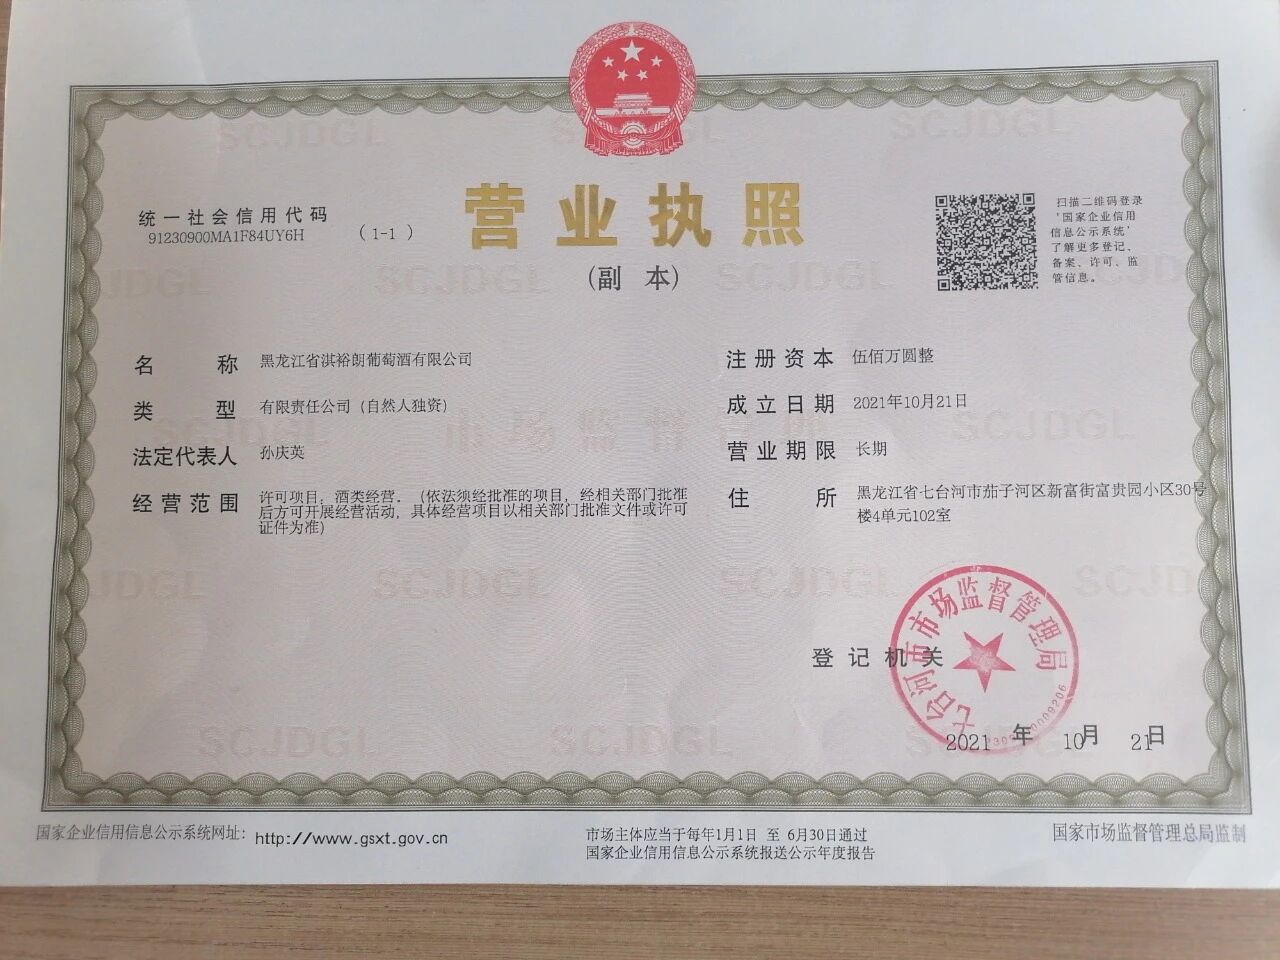 营业执照
(副 本)
统一社会信用代码
91230900MA1F84UY6H
(1-1)
扫描二维码登录
'国家企业信用
信息公示系统'
了解更多登记、
备案、许可、监
管信息。
名 称 黑龙江省淇裕朗葡萄酒有限公司
类 型 有限责任公司(自然人独资)
法定代表人 孙庆英
经营范围 许可项目：酒类经营。(依法须经批准的项目，经相关部门批准
后方可开展经营活动，具体经营项目以相关部门批准文件或许可
证件为准)
注册资本 伍佰万圆整
成立日期 2021年10月21日
营业期限 长期
住 所 黑龙江省七台河市茄子河区新富街富贵园小区30号
楼4单元102室
登记机关
七台河市市场监督管理局
2021 年 10月 21日
国家企业信用信息公示系统网址：http://www.gsxt.gov.cn
市场主体应当于每年1月1日 至 6月30日通过
国家企业信用信息公示系统报送公示年度报告
国家市场监督管理总局监制
SCJDGL
市场监督管理